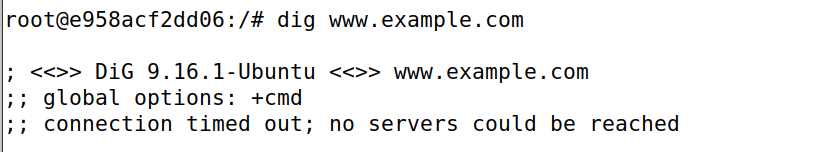 root@e958acf2dd06:/# dig www.example.com
; <<>> DiG 9.16.1-Ubuntu <<>> www.example.com
;; global options: +cmd
;; connection timed out; no servers could be reached